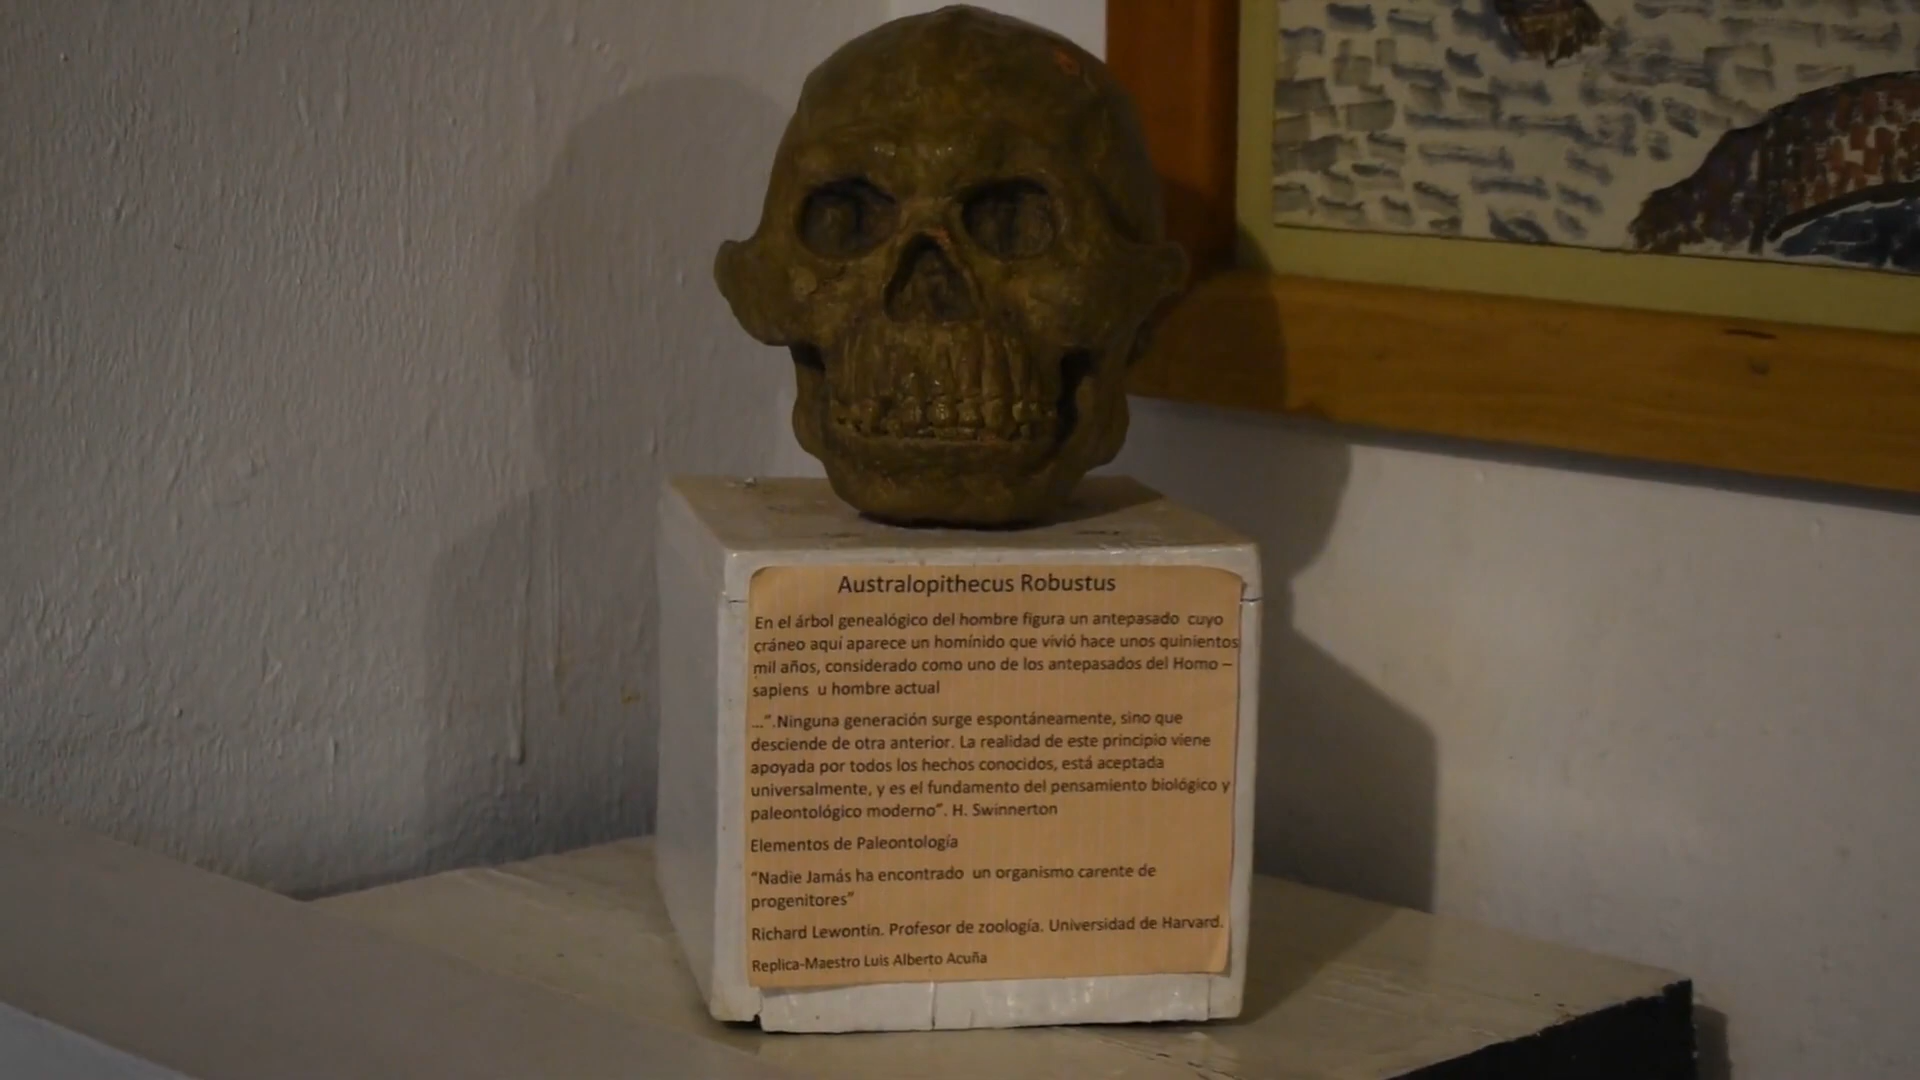 Australopithecus Robustus
En el árbol genealógico del hombre figura un antepasado cuyo
cráneo aquí aparece un homínido que vivió hace unos quinientos
mil años, considerado como uno de los antepasados del Homo –
sapiens u hombre actual
...”.Ninguna generación surge espontáneamente, sino que
desciende de otra anterior. La realidad de este principio viene
apoyada por todos los hechos conocidos, está aceptada
universalmente, y es el fundamento del pensamiento biológico y
paleontológico moderno”. H. Swinnerton
Elementos de Paleontología
“Nadie Jamás ha encontrado un organismo carente de
progenitores”
Richard Lewontin. Profesor de zoología. Universidad de Harvard.
Replica-Maestro Luis Alberto Acuña